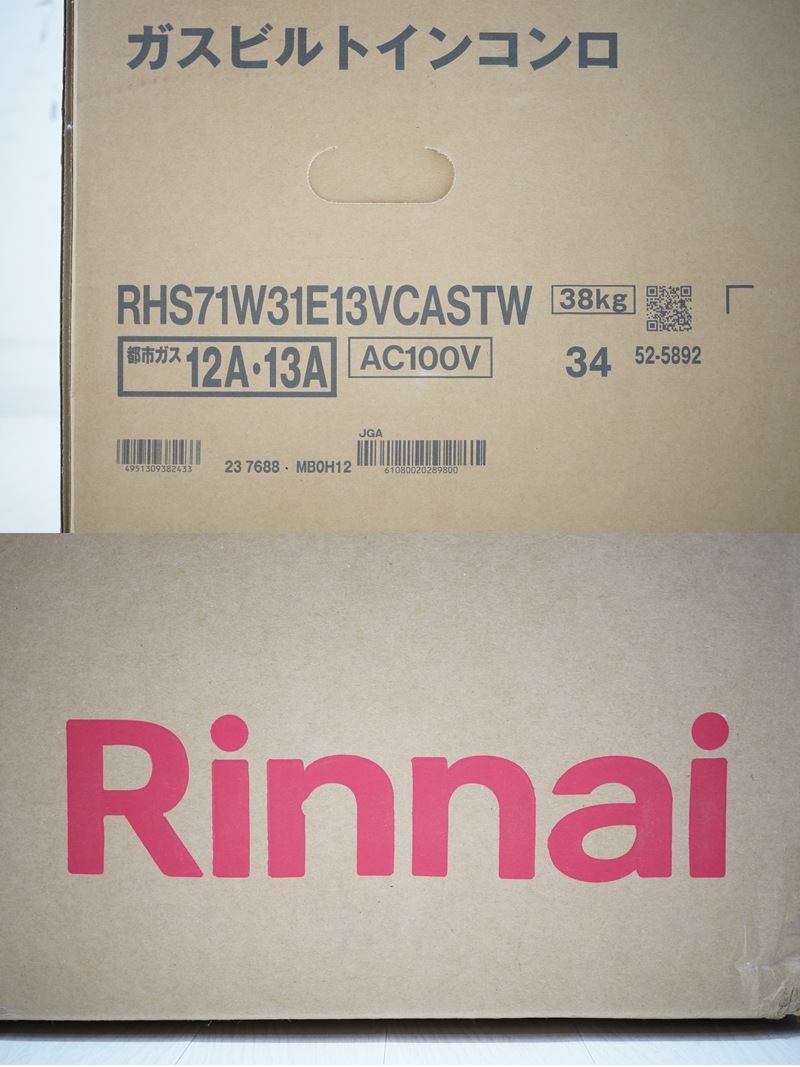 ガスビルトインコンロ
RHS71W31E13VCASTW 38kg
都市ガス 12A・13A AC100V 34 52-5892
JGA
4951309382433 23 7688・MB0H12 61080020289800
Rinnai